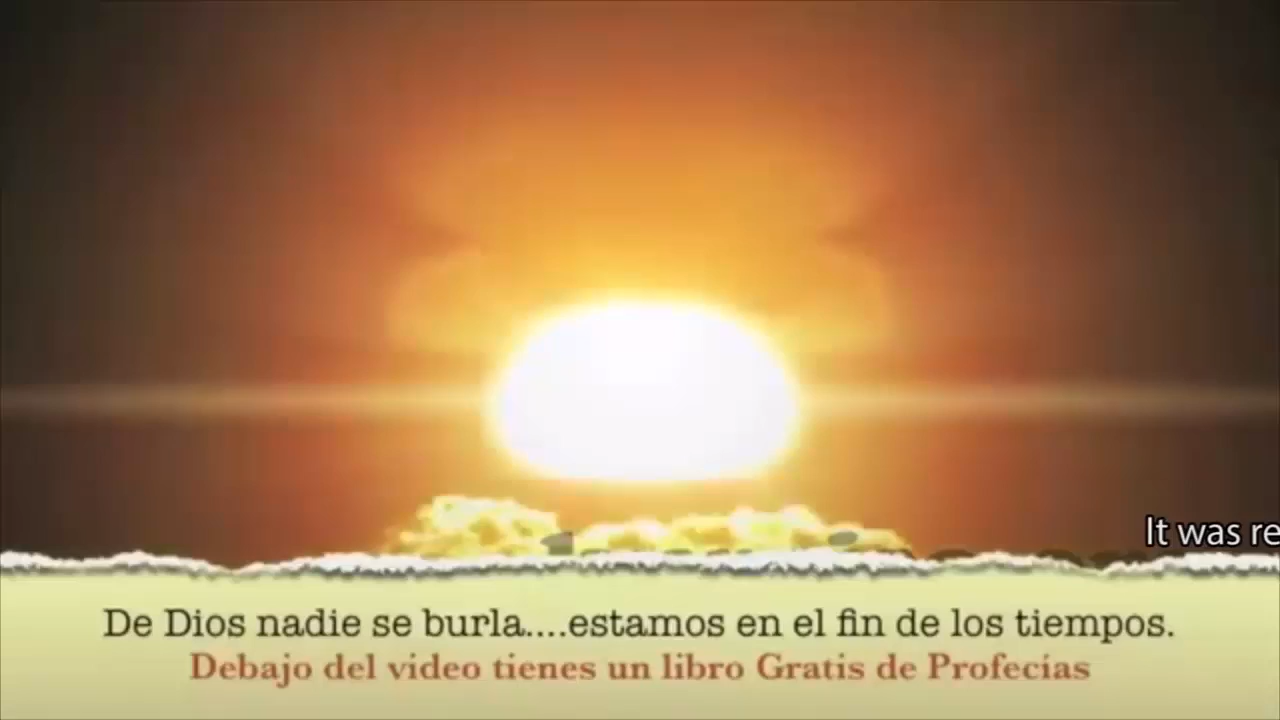 It was re
De Dios nadie se burla....estamos en el fin de los tiempos.
Debajo del video tienes un libro Gratis de Profecias